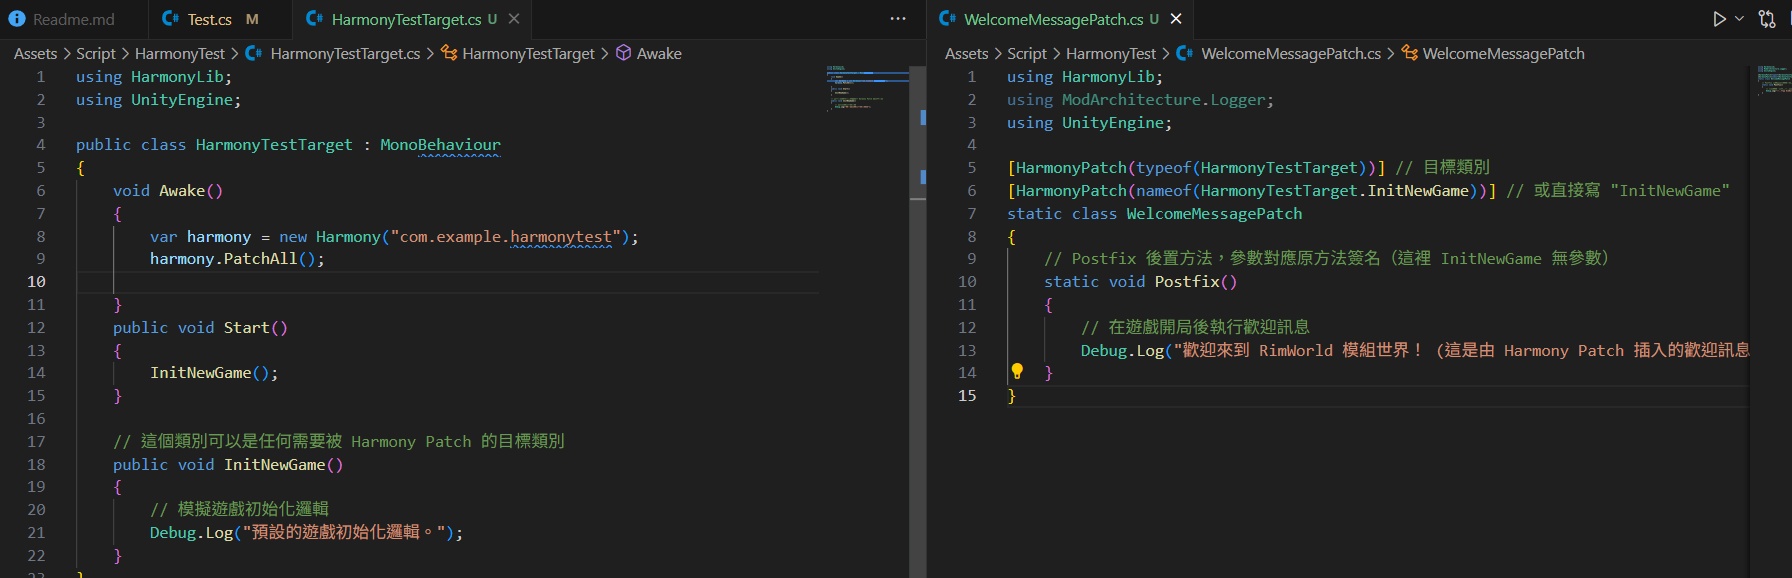 Readme.md
Test.cs M
HarmonyTestTarget.cs U
WelcomeMessagePatch.cs U
Assets > Script > HarmonyTest > HarmonyTestTarget.cs > HarmonyTestTarget > Awake
1 using HarmonyLib;
2 using UnityEngine;
3
4 public class HarmonyTestTarget : MonoBehaviour
5 {
6 void Awake()
7 {
8 var harmony = new Harmony("com.example.harmonytest");
9 harmony.PatchAll();
10
11 }
12 public void Start()
13 {
14 InitNewGame();
15 }
16
17 // 這個類別可以是任何需要被 Harmony Patch 的目標類別
18 public void InitNewGame()
19 {
20 // 模擬遊戲初始化邏輯
21 Debug.Log("預設的遊戲初始化邏輯。");
22 }
23 }
Assets > Script > HarmonyTest > WelcomeMessagePatch.cs > WelcomeMessagePatch
1 using HarmonyLib;
2 using ModArchitecture.Logger;
3 using UnityEngine;
4
5 [HarmonyPatch(typeof(HarmonyTestTarget))] // 目標類別
6 [HarmonyPatch(nameof(HarmonyTestTarget.InitNewGame))] // 或直接寫 "InitNewGame"
7 static class WelcomeMessagePatch
8 {
9 // Postfix 後置方法，參數對應原方法簽名（這裡 InitNewGame 無參數）
10 static void Postfix()
11 {
12 // 在遊戲開局後執行歡迎訊息
13 Debug.Log("歡迎來到 RimWorld 模組世界！ (這是由 Harmony Patch 插入的歡迎訊息
14 }
15 }